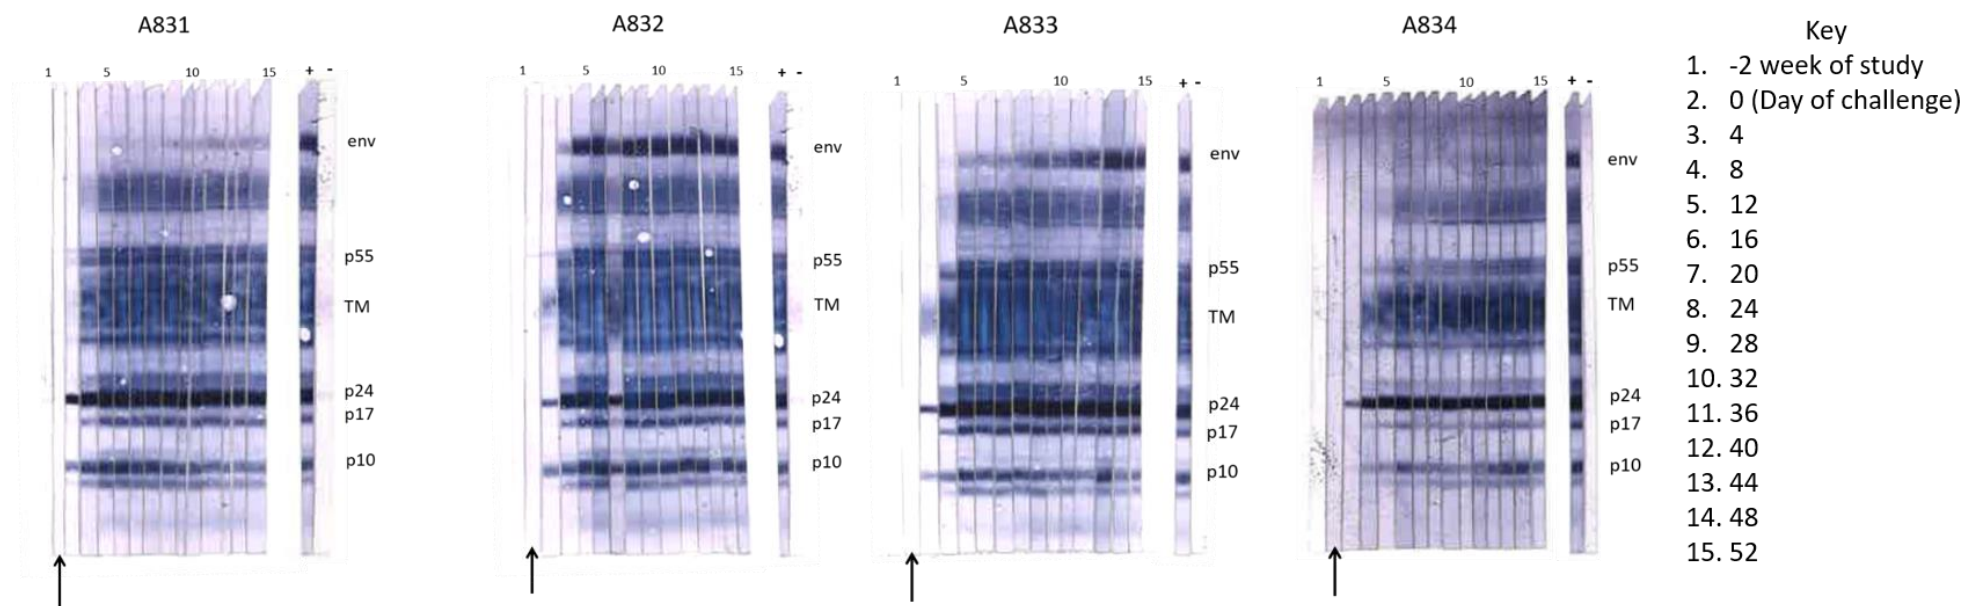 A831
1 5 10 15 + -
env
p55
TM
p24
p17
p10
A832
1 5 10 15 + -
env
p55
TM
p24
p17
p10
A833
1 5 10 15 + -
env
p55
TM
p24
p17
p10
A834
1 5 10 15 + -
env
p55
TM
p24
p17
p10
Key
1. -2 week of study
2. 0 (Day of challenge)
3. 4
4. 8
5. 12
6. 16
7. 20
8. 24
9. 28
10. 32
11. 36
12. 40
13. 44
14. 48
15. 52